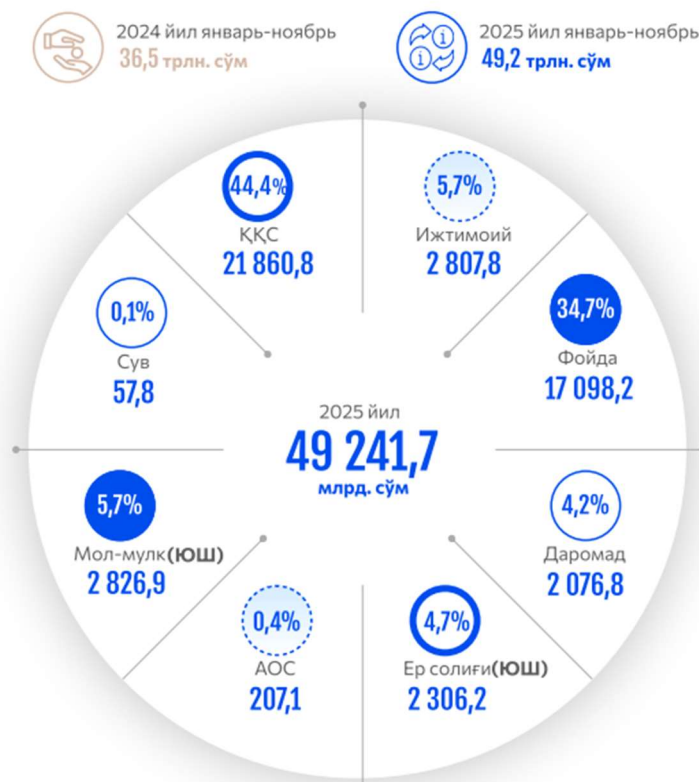 2024 йил январь-ноябрь
36,5 трлн. сўм
2025 йил январь-ноябрь
49,2 трлн. сўм
44,4%
ҚҚС
21 860,8
5,7%
Ижтимоий
2 807,8
0,1%
Сув
57,8
34,7%
Фойда
17 098,2
2025 йил
49 241,7
млрд. сўм
5,7%
Мол-мулк(ЮШ)
2 826,9
4,2%
Даромад
2 076,8
0,4%
АОС
207,1
4,7%
Ер солиғи(ЮШ)
2 306,2